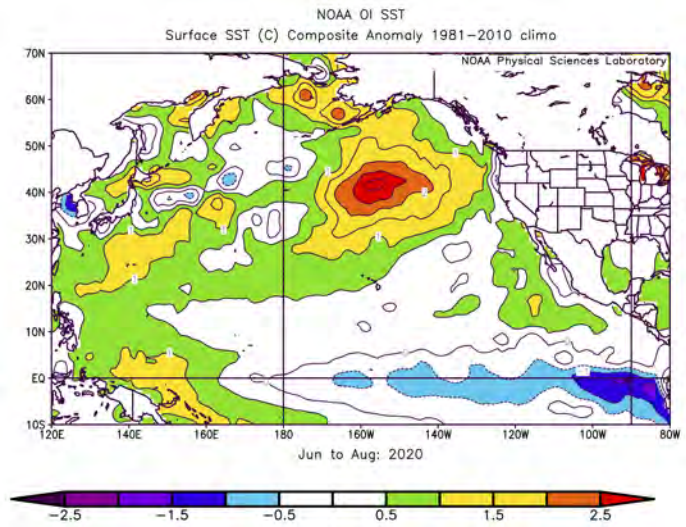 NOAA OI SST
Surface SST (C) Composite Anomaly 1981-2010 climo
NOAA Physical Sciences Laboratory
70N
60N
50N
40N
30N
20N
10N
EQ
10S
120E 140E 160E 180 160W 140W 120W 100W 80W
Jun to Aug: 2020
-2.5 -1.5 -0.5 0.5 1.5 2.5